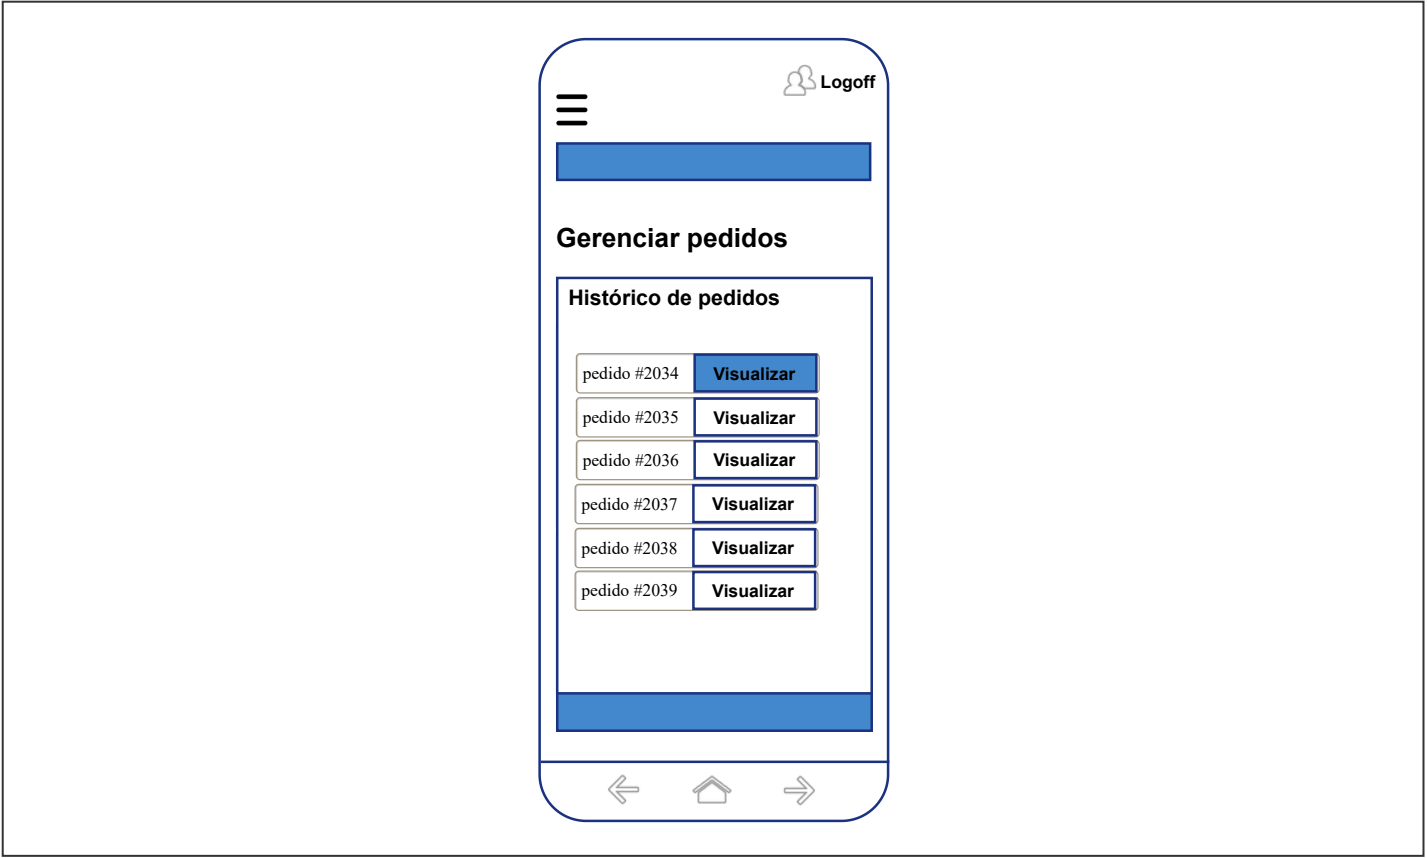 Logoff
Gerenciar pedidos
Histórico de pedidos
pedido #2034 Visualizar
pedido #2035 Visualizar
pedido #2036 Visualizar
pedido #2037 Visualizar
pedido #2038 Visualizar
pedido #2039 Visualizar